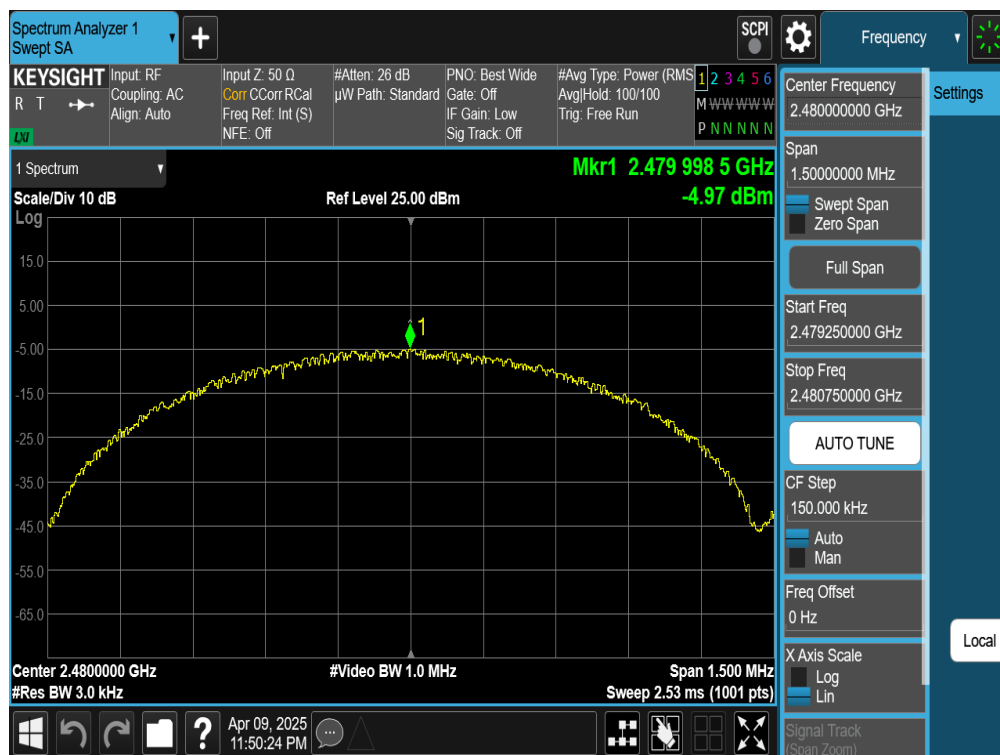 Spectrum Analyzer 1
Swept SA
+
SCPI
Frequency
KEYSIGHT
R T
LXI
Input: RF
Coupling: AC
Align: Auto
Input Z: 50 Ω
Corr CCorr RCal
Freq Ref: Int (S)
NFE: Off
#Atten: 26 dB
µW Path: Standard
PNO: Best Wide
Gate: Off
IF Gain: Low
Sig Track: Off
#Avg Type: Power (RMS
Avg|Hold: 100/100
Trig: Free Run
1 2 3 4 5 6
M W W W W W
P N N N N N
1 Spectrum
Mkr1 2.479 998 5 GHz
-4.97 dBm
Scale/Div 10 dB
Ref Level 25.00 dBm
Log
15.0
5.00
-5.00
-15.0
-25.0
-35.0
-45.0
-55.0
-65.0
1
Center 2.4800000 GHz
#Video BW 1.0 MHz
Span 1.500 MHz
#Res BW 3.0 kHz
Sweep 2.53 ms (1001 pts)
Center Frequency
2.480000000 GHz
Settings
Span
1.50000000 MHz
Swept Span
Zero Span
Full Span
Start Freq
2.479250000 GHz
Stop Freq
2.480750000 GHz
AUTO TUNE
CF Step
150.000 kHz
Auto
Man
Freq Offset
0 Hz
Local
X Axis Scale
Log
Lin
Signal Track
(Span Zoom)
?
Apr 09, 2025
11:50:24 PM